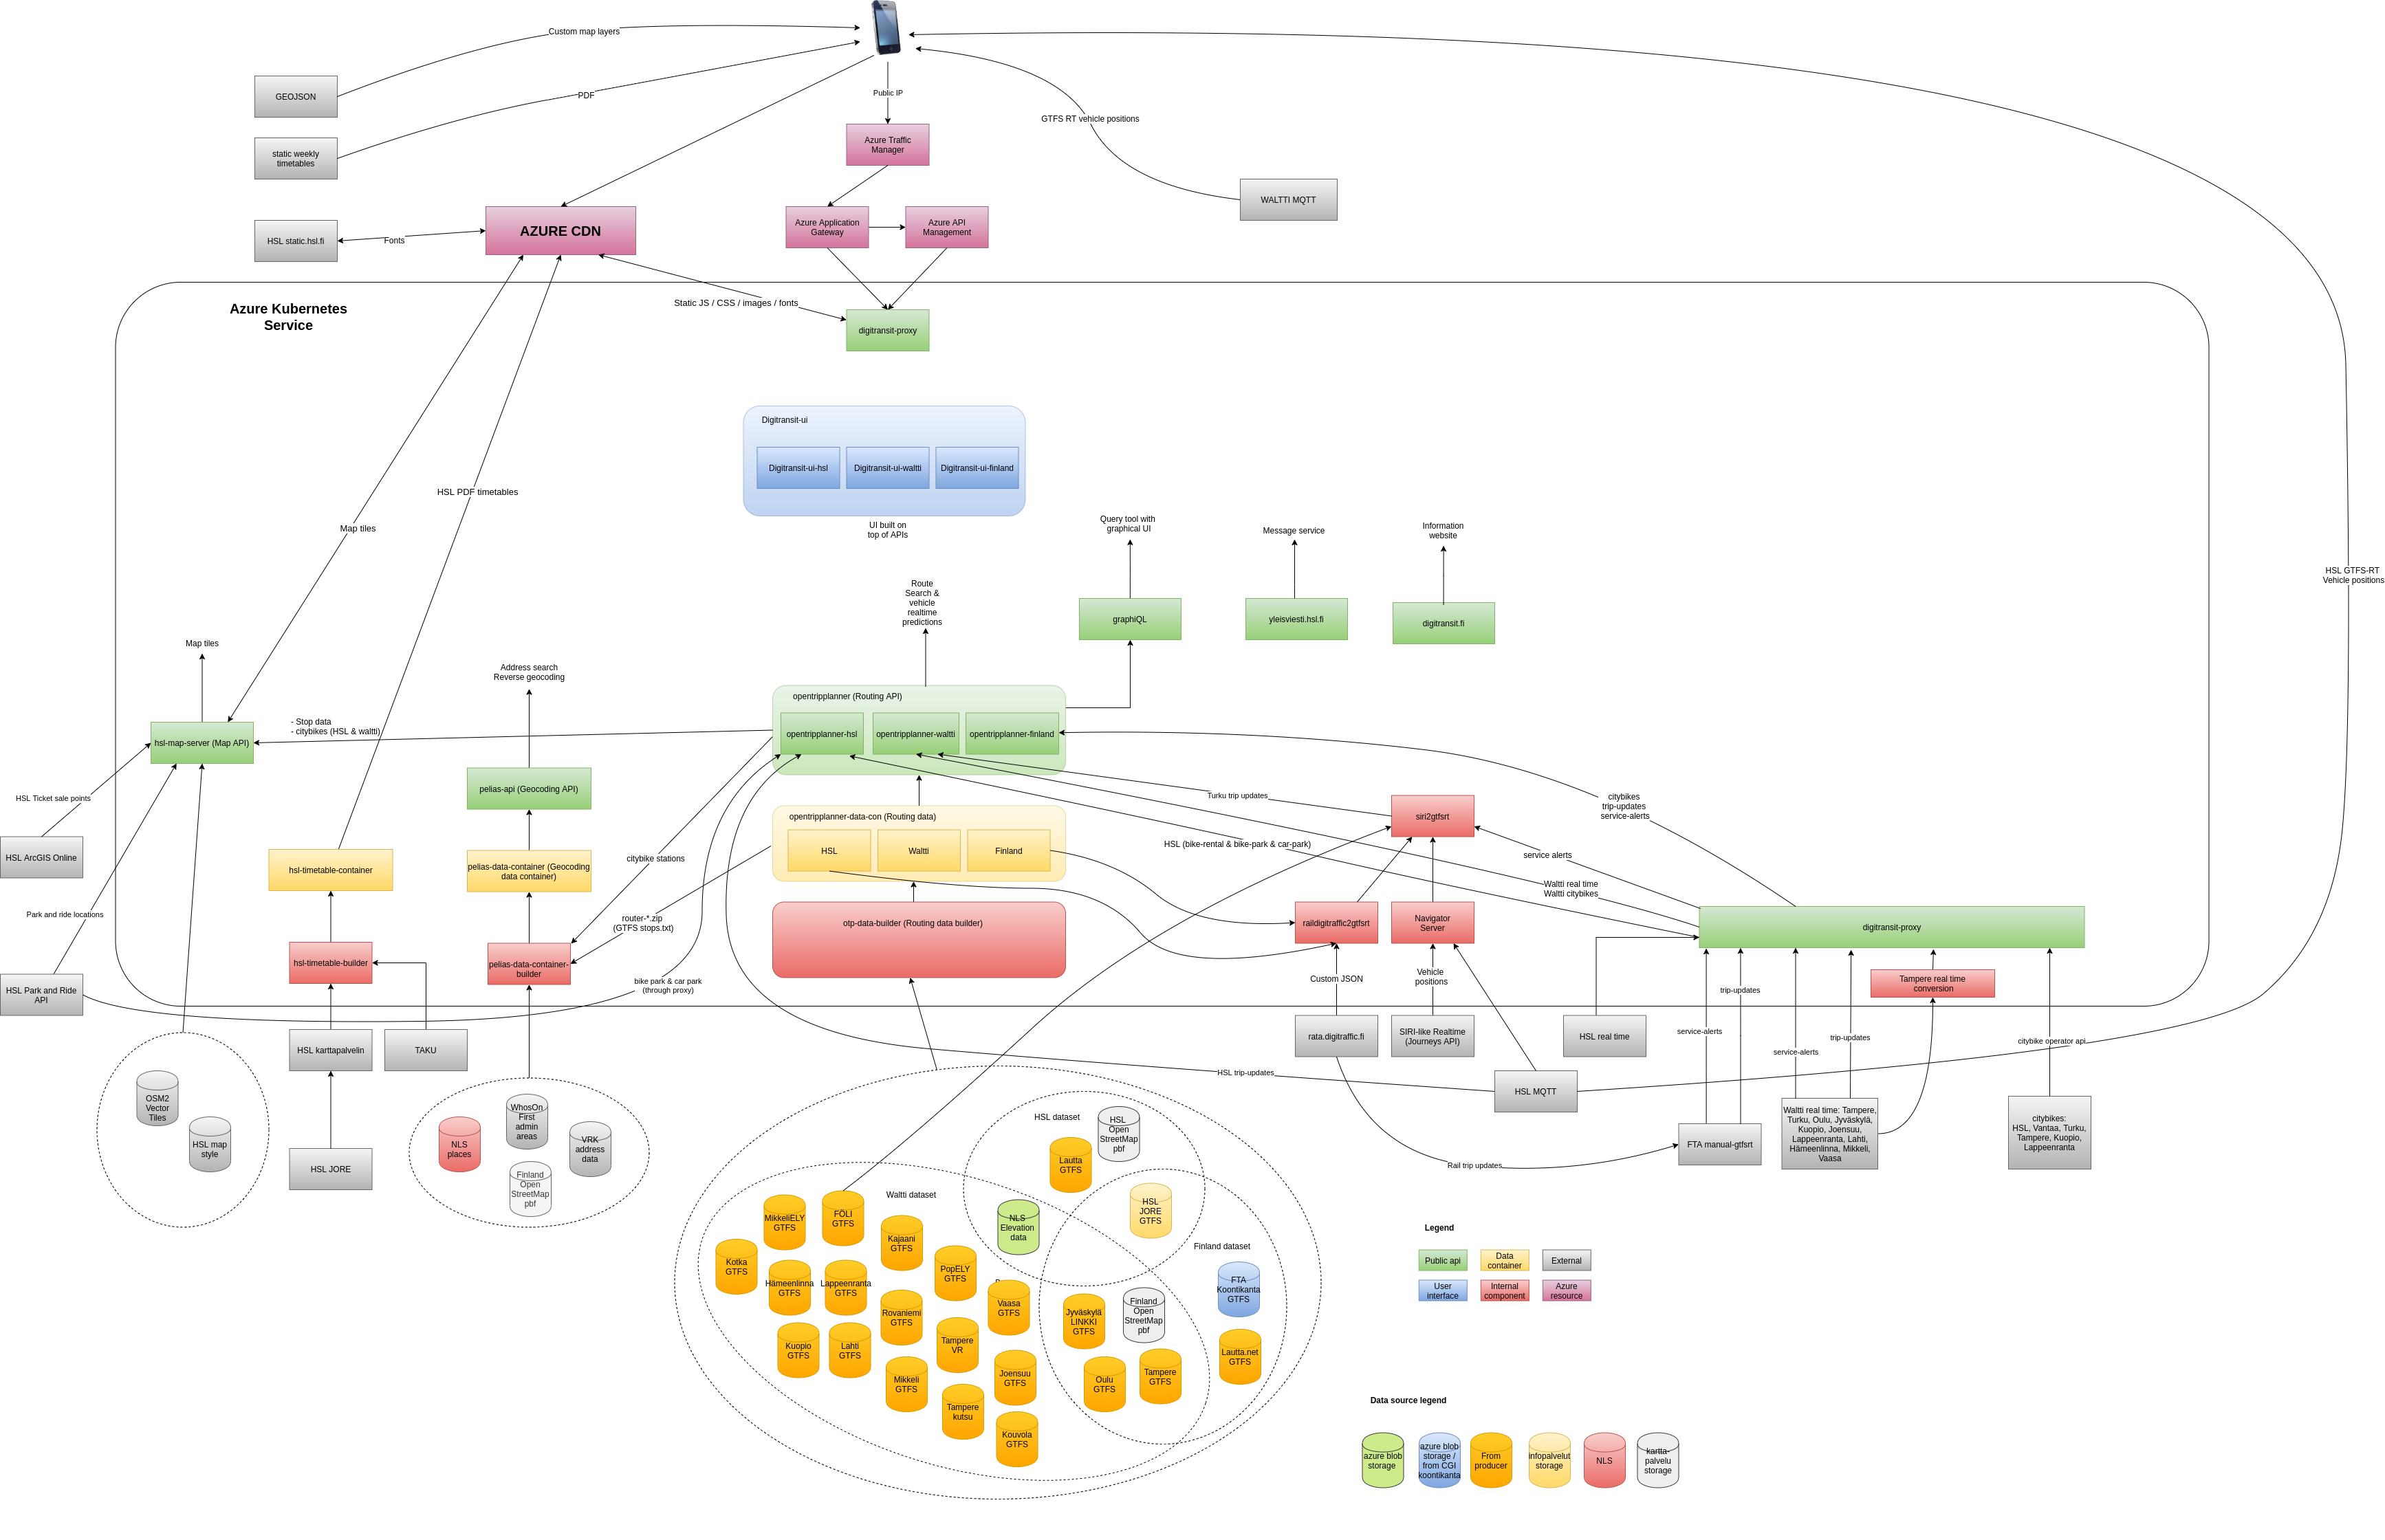 Custom map layers
GEOJSON
PDF
Public IP
GTFS RT vehicle positions
static weekly
timetables
Azure Traffic
Manager
WALTTI MQTT
HSL static.hsl.fi
Fonts
AZURE CDN
Azure Application
Gateway
Azure API
Management
Azure Kubernetes
Service
Static JS / CSS / images / fonts
digitransit-proxy
Digitransit-ui
Digitransit-ui-hsl
Digitransit-ui-waltti
Digitransit-ui-finland
UI built on
top of APIs
HSL PDF timetables
Map tiles
Query tool with
graphical UI
Message service
Information
website
HSL GTFS-RT
Vehicle positions
Route
Search &
vehicle
realtime
predictions
graphiQL
yleisviesti.hsl.fi
digitransit.fi
Map tiles
Address search
Reverse geocoding
hsl-map-server (Map API)
- Stop data
- citybikes (HSL & waltti)
opentripplanner (Routing API)
opentripplanner-hsl
opentripplanner-waltti
opentripplanner-finland
pelias-api (Geocoding API)
HSL Ticket sale points
Turku trip updates
citybikes
trip-updates
service-alerts
siri2gtfsrt
opentripplanner-data-con (Routing data)
HSL
Waltti
Finland
HSL (bike-rental & bike-park & car-park)
service alerts
HSL ArcGIS Online
hsl-timetable-container
pelias-data-container (Geocoding
data container)
citybike stations
Waltti real time
Waltti citybikes
Park and ride locations
router-*.zip
(GTFS stops.txt)
otp-data-builder (Routing data builder)
raildigitraffic2gtfsrt
Navigator
Server
digitransit-proxy
hsl-timetable-builder
pelias-data-container-
builder
HSL Park and Ride
API
bike park & car park
(through proxy)
Custom JSON
Vehicle
positions
trip-updates
Tampere real time
conversion
HSL karttapalvelin
TAKU
rata.digitraffic.fi
SIRI-like Realtime
(Journeys API)
HSL real time
service-alerts
service-alerts
trip-updates
citybike operator api
HSL trip-updates
HSL MQTT
OSM2
Vector
Tiles
HSL map
style
HSL JORE
NLS
places
WhosOn
First
admin
areas
VRK
address
data
Finland
Open
StreetMap
pbf
HSL dataset
HSL
Open
StreetMap
pbf
Lautta
GTFS
Rail trip updates
FTA manual-gtfsrt
Waltti real time: Tampere,
Turku, Oulu, Jyväskylä,
Kuopio, Joensuu,
Lappeenranta, Lahti,
Hämeenlinna, Mikkeli,
Vaasa
citybikes:
HSL, Vantaa, Turku,
Tampere, Kuopio,
Lappeenranta
Waltti dataset
MikkeliELY
GTFS
FÖLI
GTFS
Kajaani
GTFS
NLS
Elevation
data
HSL
JORE
GTFS
Finland dataset
Kotka
GTFS
Hämeenlinna
GTFS
Lappeenranta
GTFS
PopELY
GTFS
Rovaniemi
GTFS
Vaasa
GTFS
Jyväskylä
LINKKI
GTFS
Finland
Open
StreetMap
pbf
FTA
Koontikanta
GTFS
Kuopio
GTFS
Lahti
GTFS
Tampere
VR
Lautta.net
GTFS
Mikkeli
GTFS
Joensuu
GTFS
Oulu
GTFS
Tampere
GTFS
Tampere
kutsu
Kouvola
GTFS
Legend
Public api
Data
container
External
User
interface
Internal
component
Azure
resource
Data source legend
azure blob
storage
azure blob
storage /
from CGI
koontikanta
From
producer
infopalvelut
storage
NLS
kartta-
palvelu
storage